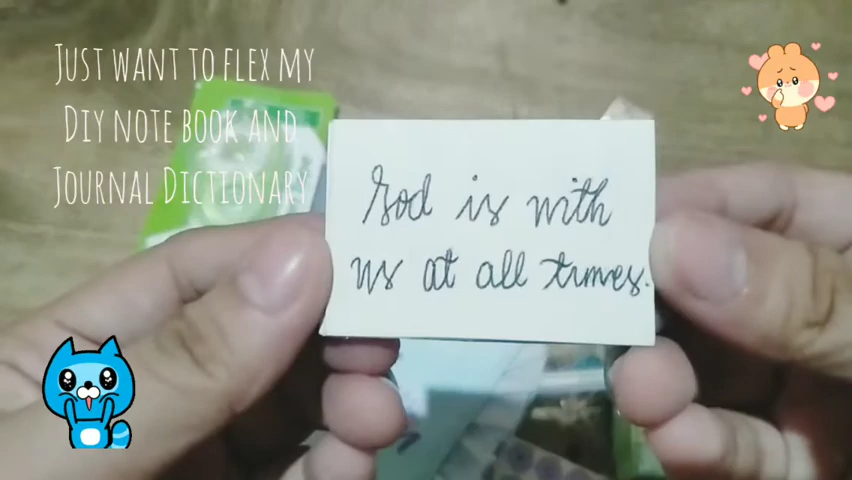 Just want to flex my
Diy note book and
Journal Dictionary
God is with
us at all times.